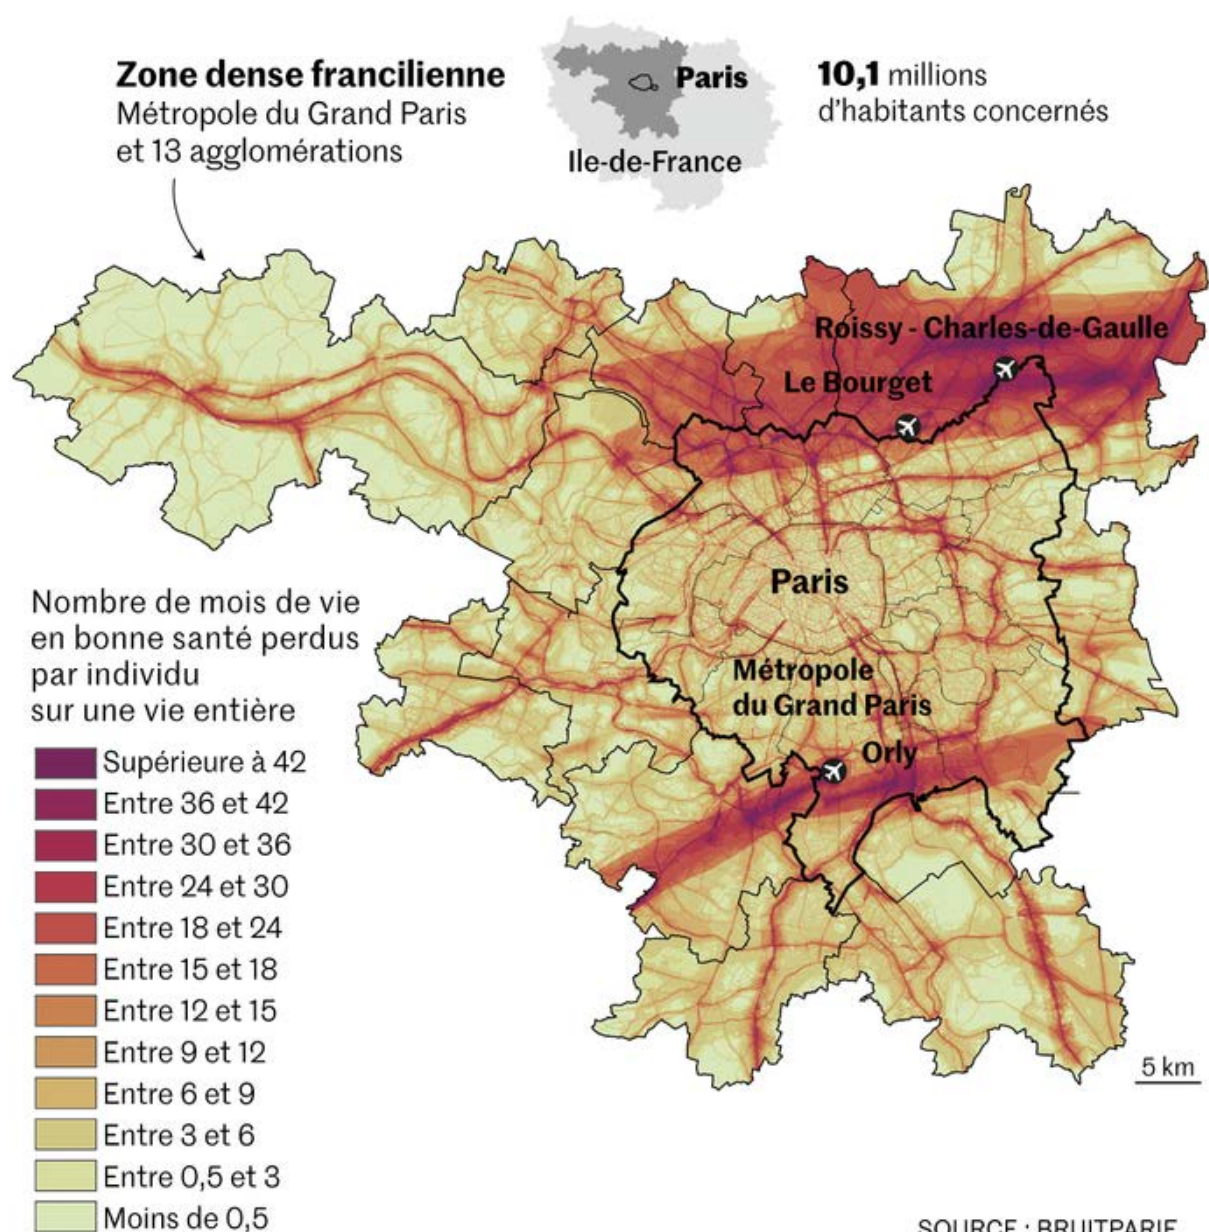 Zone dense francilienne
Métropole du Grand Paris
et 13 agglomérations
Paris
Ile-de-France
10,1 millions
d'habitants concernés
Roissy - Charles-de-Gaulle
Le Bourget
Paris
Métropole
du Grand Paris
Orly
Nombre de mois de vie
en bonne santé perdus
par individu
sur une vie entière
Supérieure à 42
Entre 36 et 42
Entre 30 et 36
Entre 24 et 30
Entre 18 et 24
Entre 15 et 18
Entre 12 et 15
Entre 9 et 12
Entre 6 et 9
Entre 3 et 6
Entre 0,5 et 3
Moins de 0,5
5 km
SOURCE : BRUITPARIF